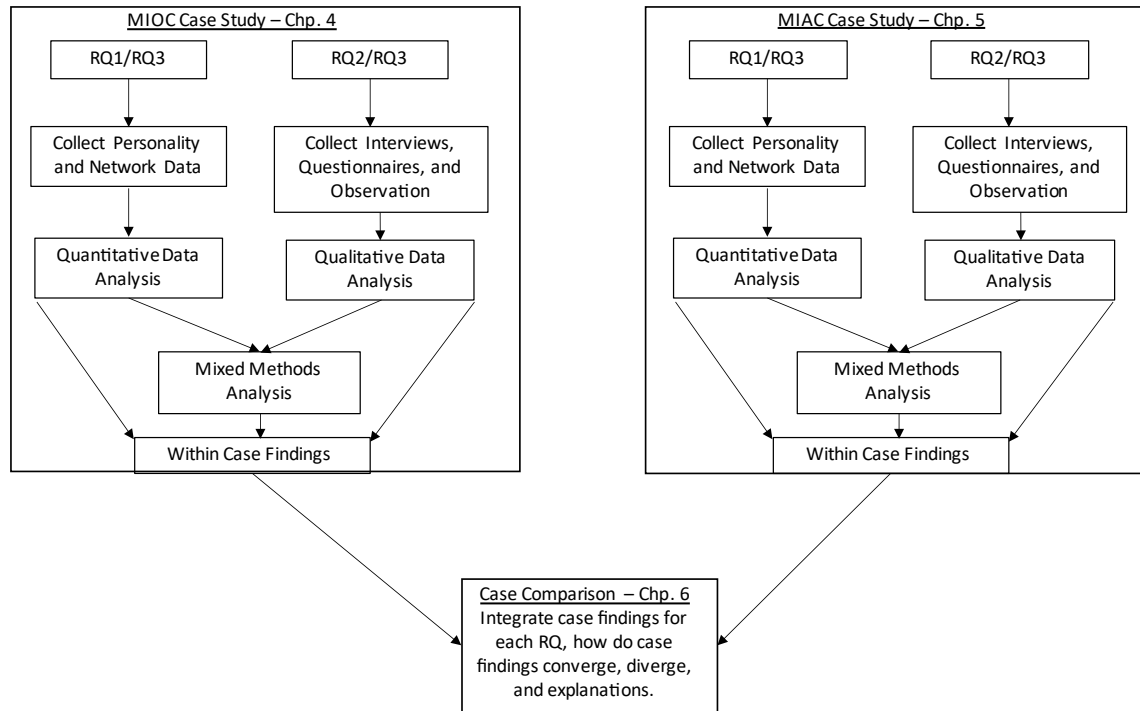 MIOC Case Study – Chp. 4
RQ1/RQ3
RQ2/RQ3
Collect Personality
and Network Data
Collect Interviews,
Questionnaires, and
Observation
Quantitative Data
Analysis
Qualitative Data
Analysis
Mixed Methods
Analysis
Within Case Findings
MIAC Case Study – Chp. 5
RQ1/RQ3
RQ2/RQ3
Collect Personality
and Network Data
Collect Interviews,
Questionnaires, and
Observation
Quantitative Data
Analysis
Qualitative Data
Analysis
Mixed Methods
Analysis
Within Case Findings
Case Comparison – Chp. 6
Integrate case findings for
each RQ, how do case
findings converge, diverge,
and explanations.